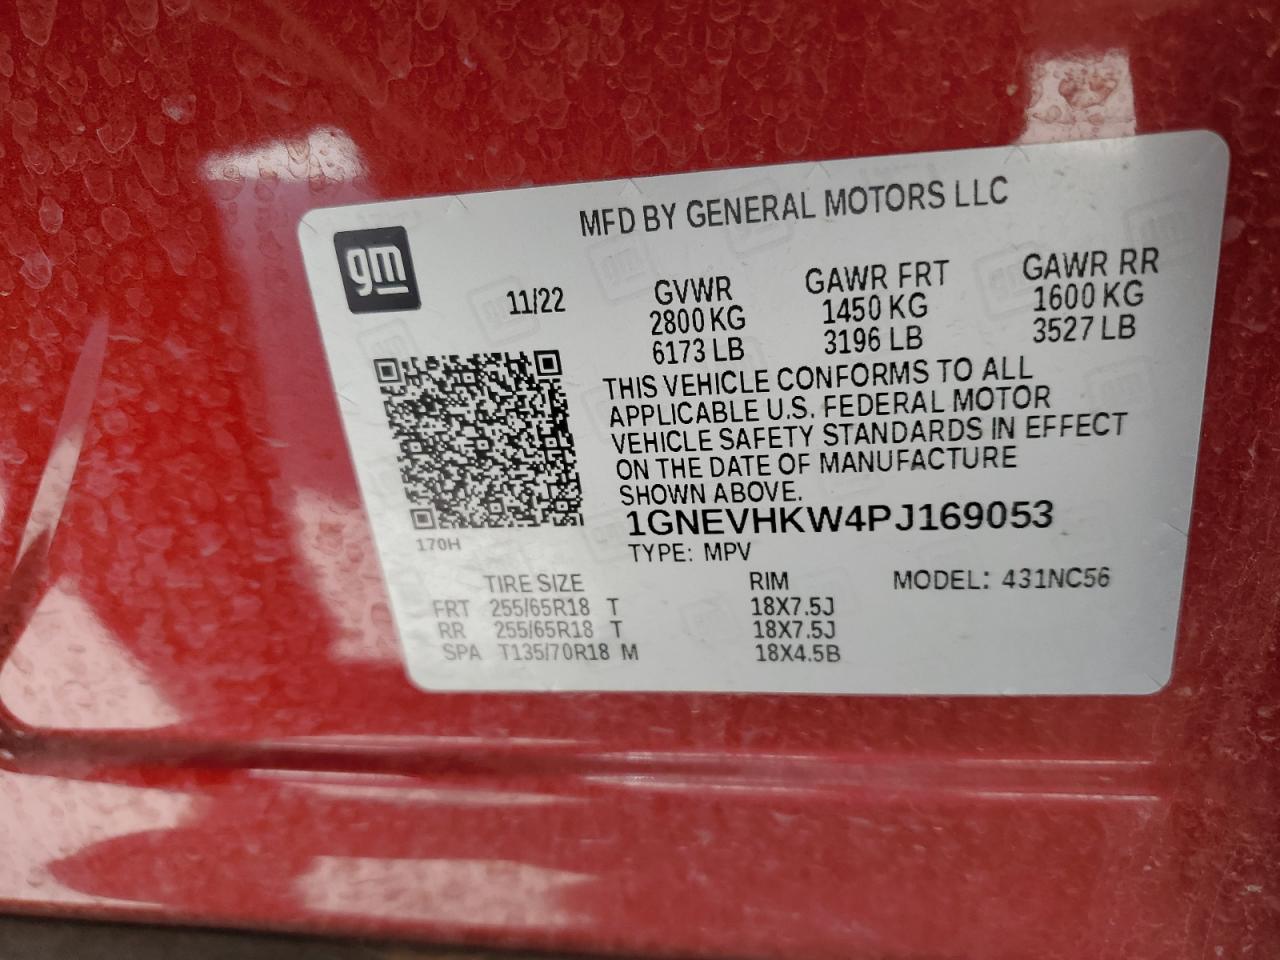 MFD BY GENERAL MOTORS LLC
gm
11/22
GVWR
2800 KG
6173 LB
GAWR FRT
1450 KG
3196 LB
GAWR RR
1600 KG
3527 LB
THIS VEHICLE CONFORMS TO ALL
APPLICABLE U.S. FEDERAL MOTOR
VEHICLE SAFETY STANDARDS IN EFFECT
ON THE DATE OF MANUFACTURE
SHOWN ABOVE.
1GNEVHKW4PJ169053
170H
TYPE: MPV
TIRE SIZE RIM MODEL: 431NC56
FRT 255/65R18 T 18X7.5J
RR 255/65R18 T 18X7.5J
SPA T135/70R18 M 18X4.5B